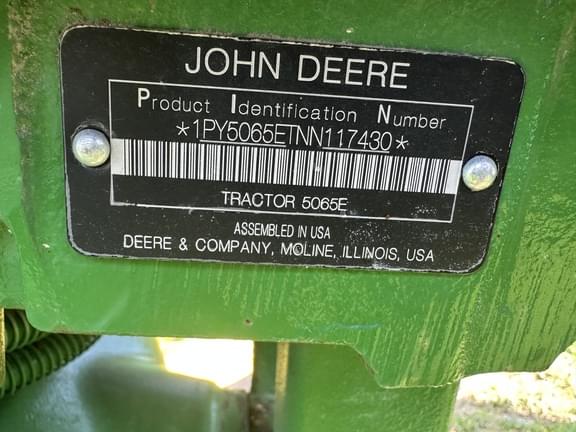 JOHN DEERE
Product Identification Number
*1PY5065ETNN117430*
TRACTOR 5065E
ASSEMBLED IN USA
DEERE & COMPANY, MOLINE, ILLINOIS, USA